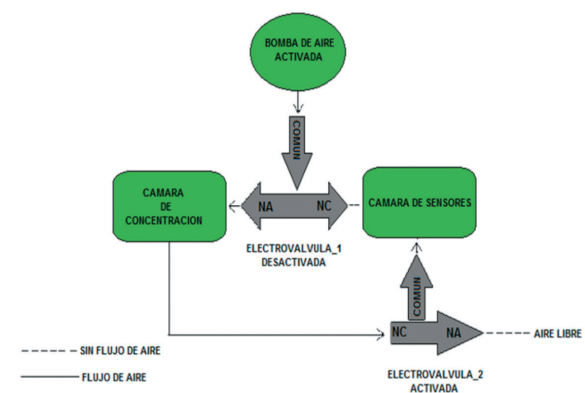 BOMBA DE AIRE
ACTIVADA
COMUN
CAMARA
DE
CONCENTRACION
NA
NC
CAMARA DE SENSORES
ELECTROVALVULA_1
DESACTIVADA
COMUN
NC
NA
AIRE LIBRE
SIN FLUJO DE AIRE
FLUJO DE AIRE
ELECTROVALVULA_2
ACTIVADA